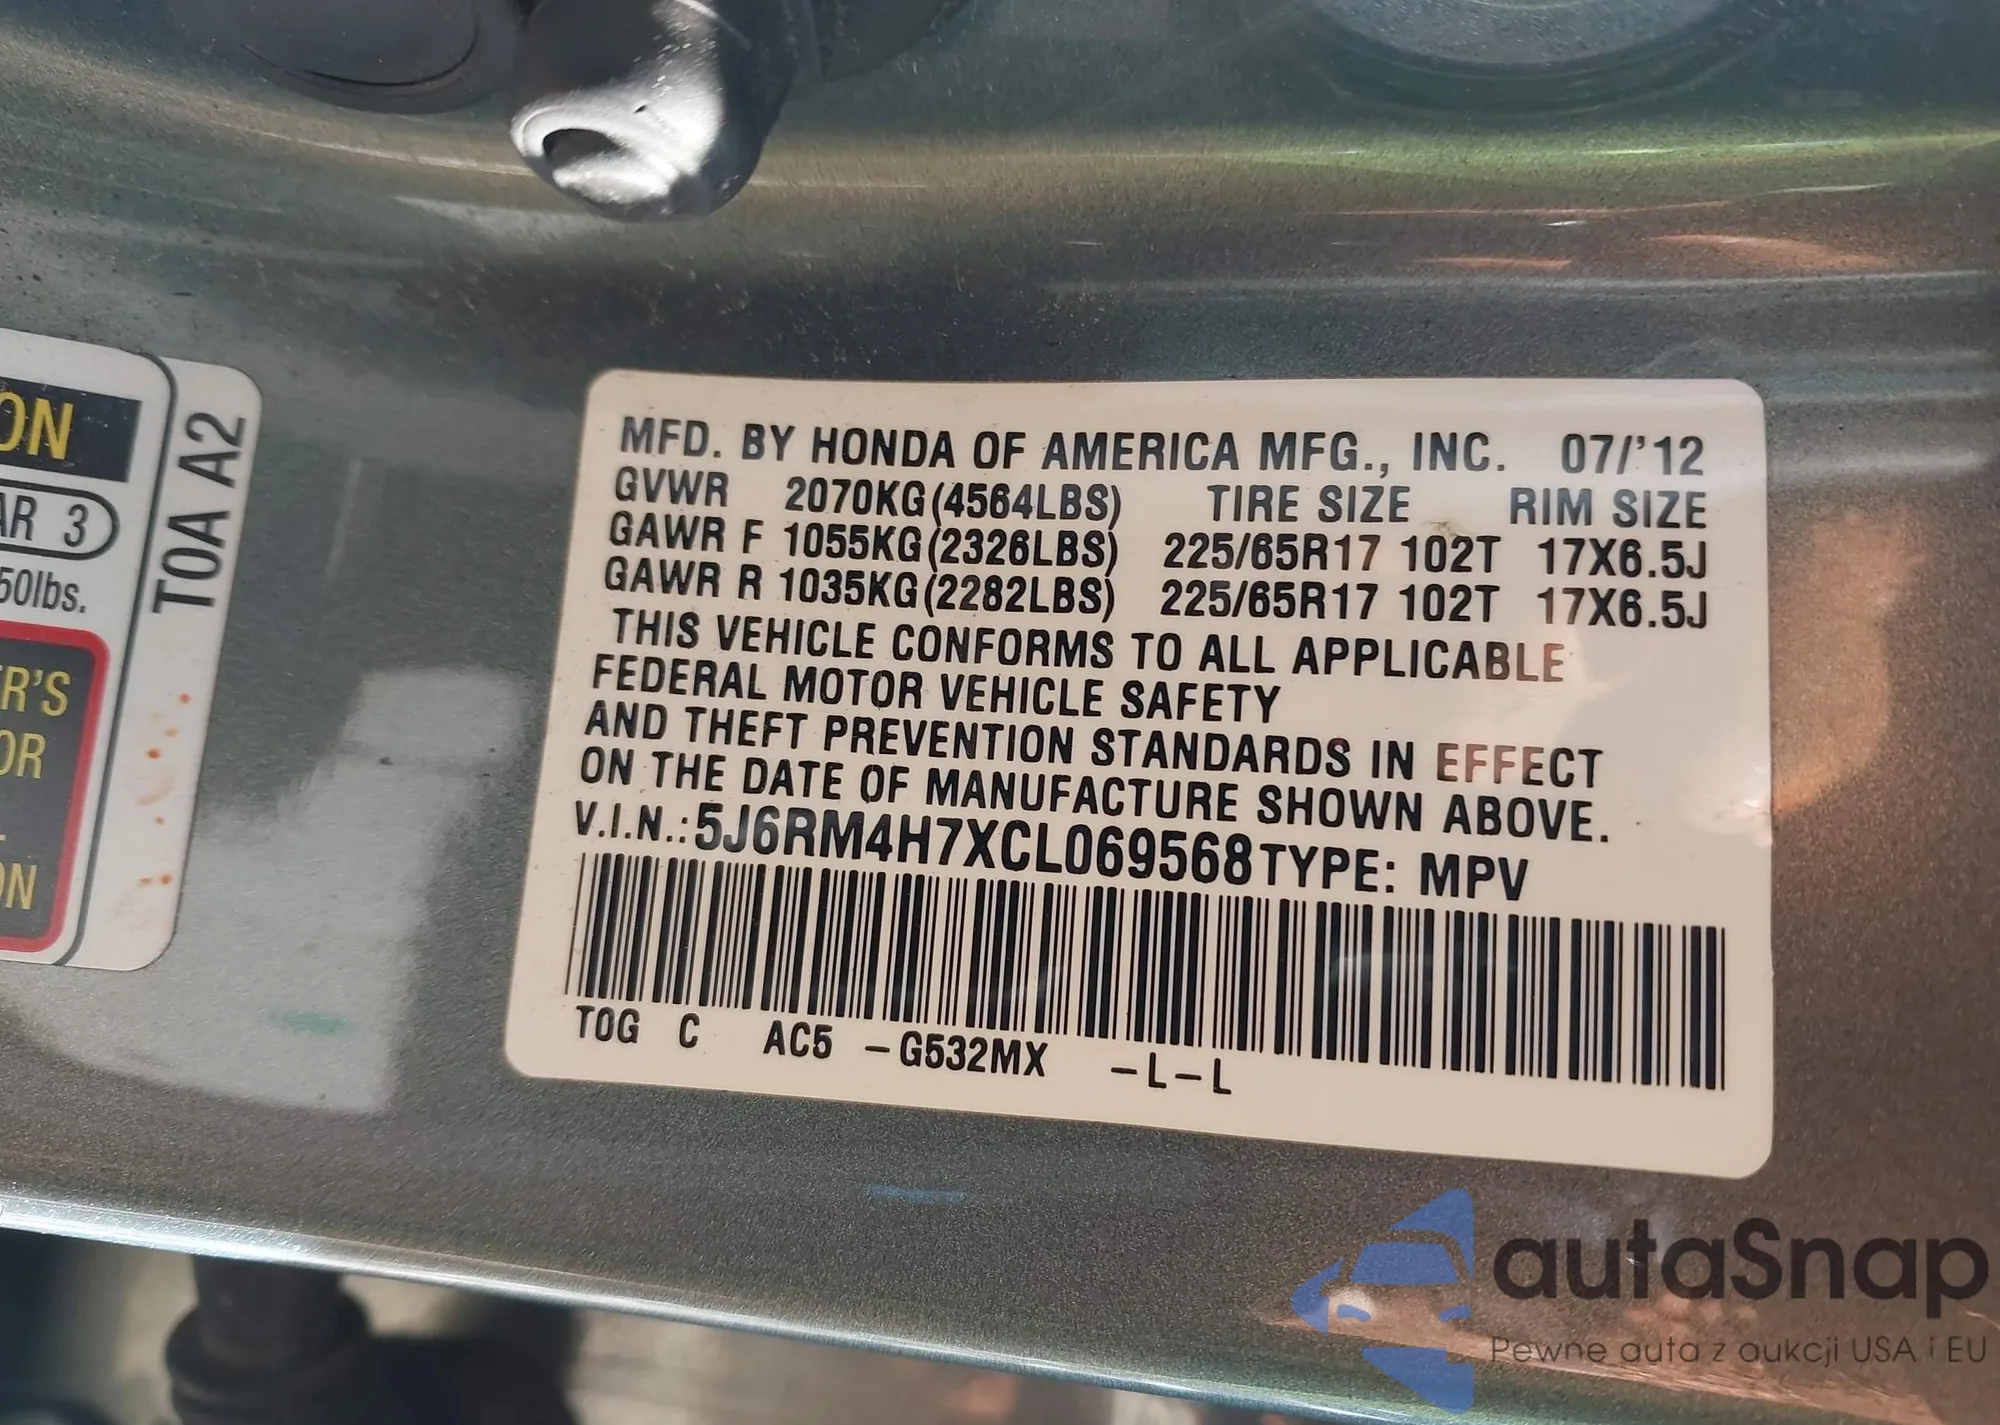 ON
AR 3
50lbs.
ER'S
OR
ON
T0A A2
MFD. BY HONDA OF AMERICA MFG., INC. 07/'12
GVWR 2070KG(4564LBS) TIRE SIZE RIM SIZE
GAWR F 1055KG(2326LBS) 225/65R17 102T 17X6.5J
GAWR R 1035KG(2282LBS) 225/65R17 102T 17X6.5J
THIS VEHICLE CONFORMS TO ALL APPLICABLE
FEDERAL MOTOR VEHICLE SAFETY
AND THEFT PREVENTION STANDARDS IN EFFECT
ON THE DATE OF MANUFACTURE SHOWN ABOVE.
V.I.N.:5J6RM4H7XCL069568TYPE: MPV
T0G C AC5 –G532MX –L–L
autaSnap
Pewne auta z aukcji USA i EU